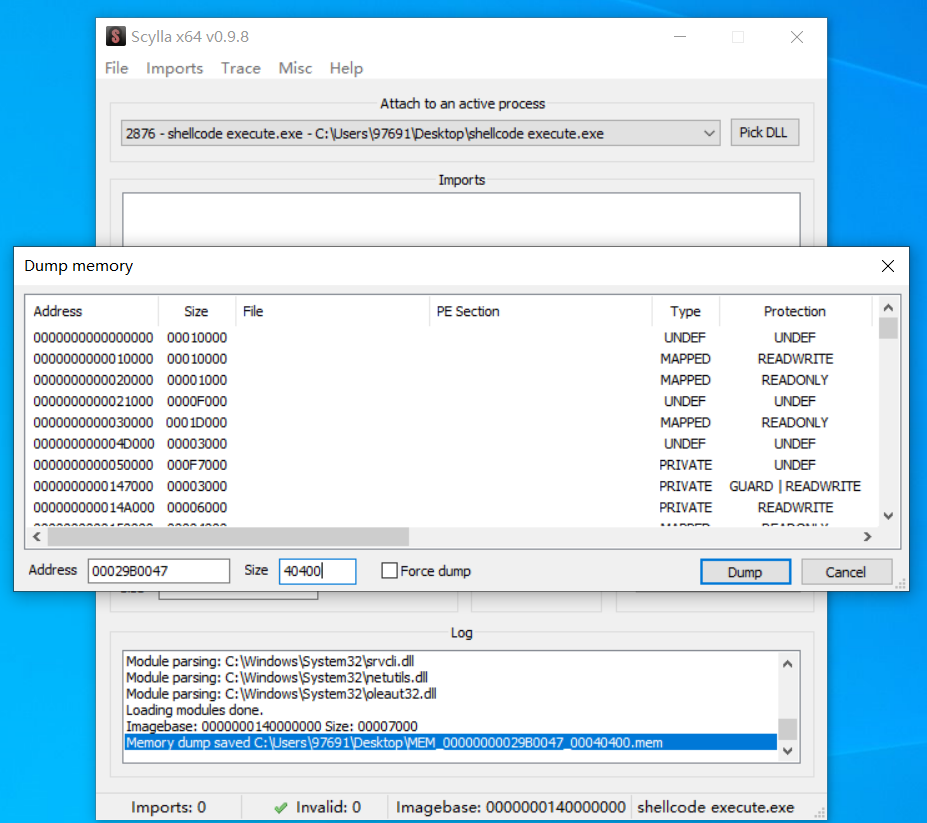 Scylla x64 v0.9.8
File Imports Trace Misc Help
Attach to an active process
2876 - shellcode execute.exe - C:\Users\97691\Desktop\shellcode execute.exe
Pick DLL
Imports
Dump memory
Address Size File PE Section Type Protection
0000000000000000 00010000 UNDEF UNDEF
0000000000010000 00010000 MAPPED READWRITE
0000000000020000 00001000 MAPPED READONLY
0000000000021000 0000F000 UNDEF UNDEF
0000000000030000 0001D000 MAPPED READONLY
000000000004D000 00003000 UNDEF UNDEF
0000000000050000 000F7000 PRIVATE UNDEF
0000000000147000 00003000 PRIVATE GUARD | READWRITE
000000000014A000 00006000 PRIVATE READWRITE
Address 00029B0047 Size 40400 Force dump Dump Cancel
Log
Module parsing: C:\Windows\System32\srvcli.dll
Module parsing: C:\Windows\System32\netutils.dll
Module parsing: C:\Windows\System32\oleaut32.dll
Loading modules done.
Imagebase: 0000000140000000 Size: 00007000
Memory dump saved C:\Users\97691\Desktop\MEM_00000000029B0047_00040400.mem
Imports: 0 Invalid: 0 Imagebase: 0000000140000000 shellcode execute.exe